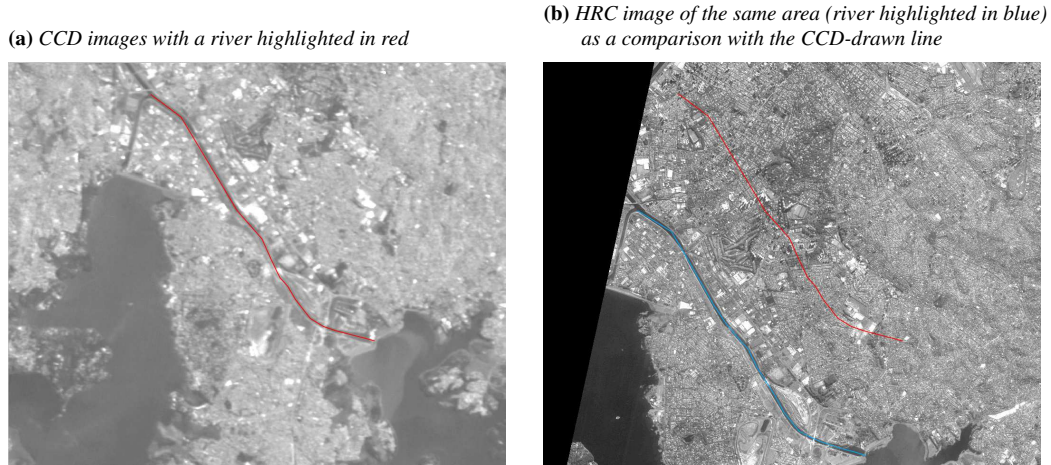 (a) CCD images with a river highlighted in red
(b) HRC image of the same area (river highlighted in blue)
as a comparison with the CCD-drawn line